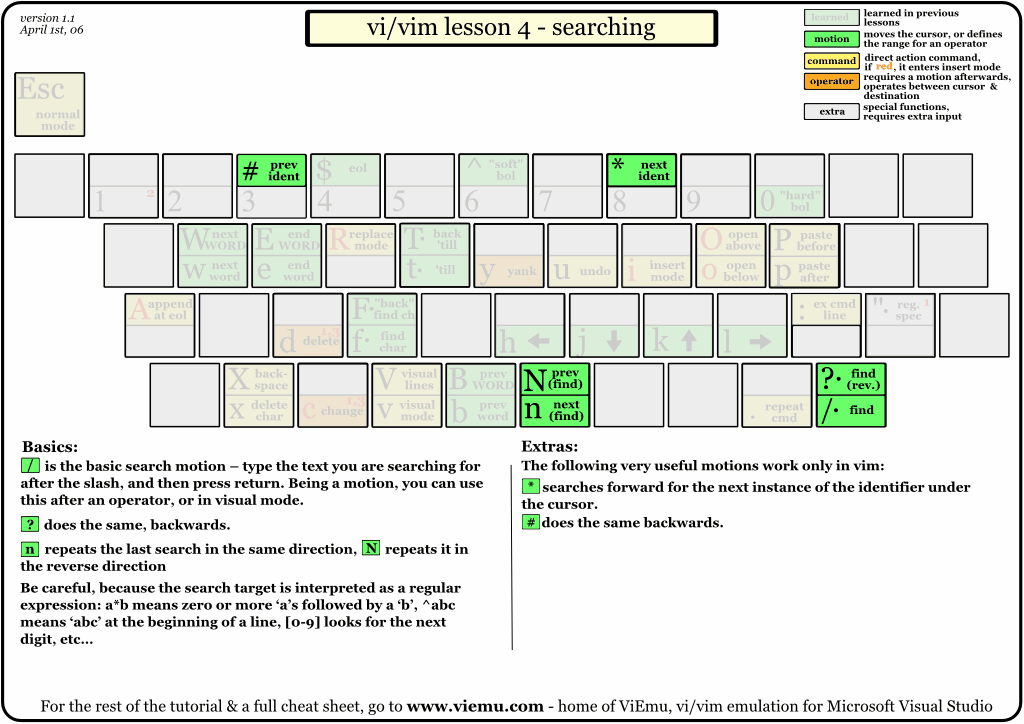 version 1.1
April 1st, 06
vi/vim lesson 4 - searching
learned
learned in previous
lessons
motion
moves the cursor, or defines
the range for an operator
command
direct action command,
if red, it enters insert mode
operator
requires a motion afterwards,
operates between cursor &
destination
extra
special functions,
requires extra input
Esc
normal
mode
1 2
2
# prev
ident
3
$ eol
4
5
^ "soft"
bol
6
7
* next
ident
8
9
0 "hard"
bol
W next
WORD
w next
word
E end
WORD
e end
word
R replace
mode
T· back
'till
t· 'till
y yank
u undo
i insert
mode
O open
above
o open
below
P paste
before
p paste
after
A append
at eol
d delete 1,3
F· "back"
find ch
f· find
char
h
j
k
l
: ex cmd
line
"· reg. 1
spec
X back-
space
x delete
char
c change 1,3
V visual
lines
v visual
mode
B prev
WORD
b prev
word
N prev
(find)
n next
(find)
. repeat
cmd
?· find
(rev.)
/· find
Basics:
/ is the basic search motion – type the text you are searching for
after the slash, and then press return. Being a motion, you can use
this after an operator, or in visual mode.
? does the same, backwards.
n repeats the last search in the same direction, N repeats it in
the reverse direction
Be careful, because the search target is interpreted as a regular
expression: a*b means zero or more ‘a’s followed by a ‘b’, ^abc
means ‘abc’ at the beginning of a line, [0-9] looks for the next
digit, etc...
Extras:
The following very useful motions work only in vim:
* searches forward for the next instance of the identifier under
the cursor.
# does the same backwards.
For the rest of the tutorial & a full cheat sheet, go to www.viemu.com - home of ViEmu, vi/vim emulation for Microsoft Visual Studio